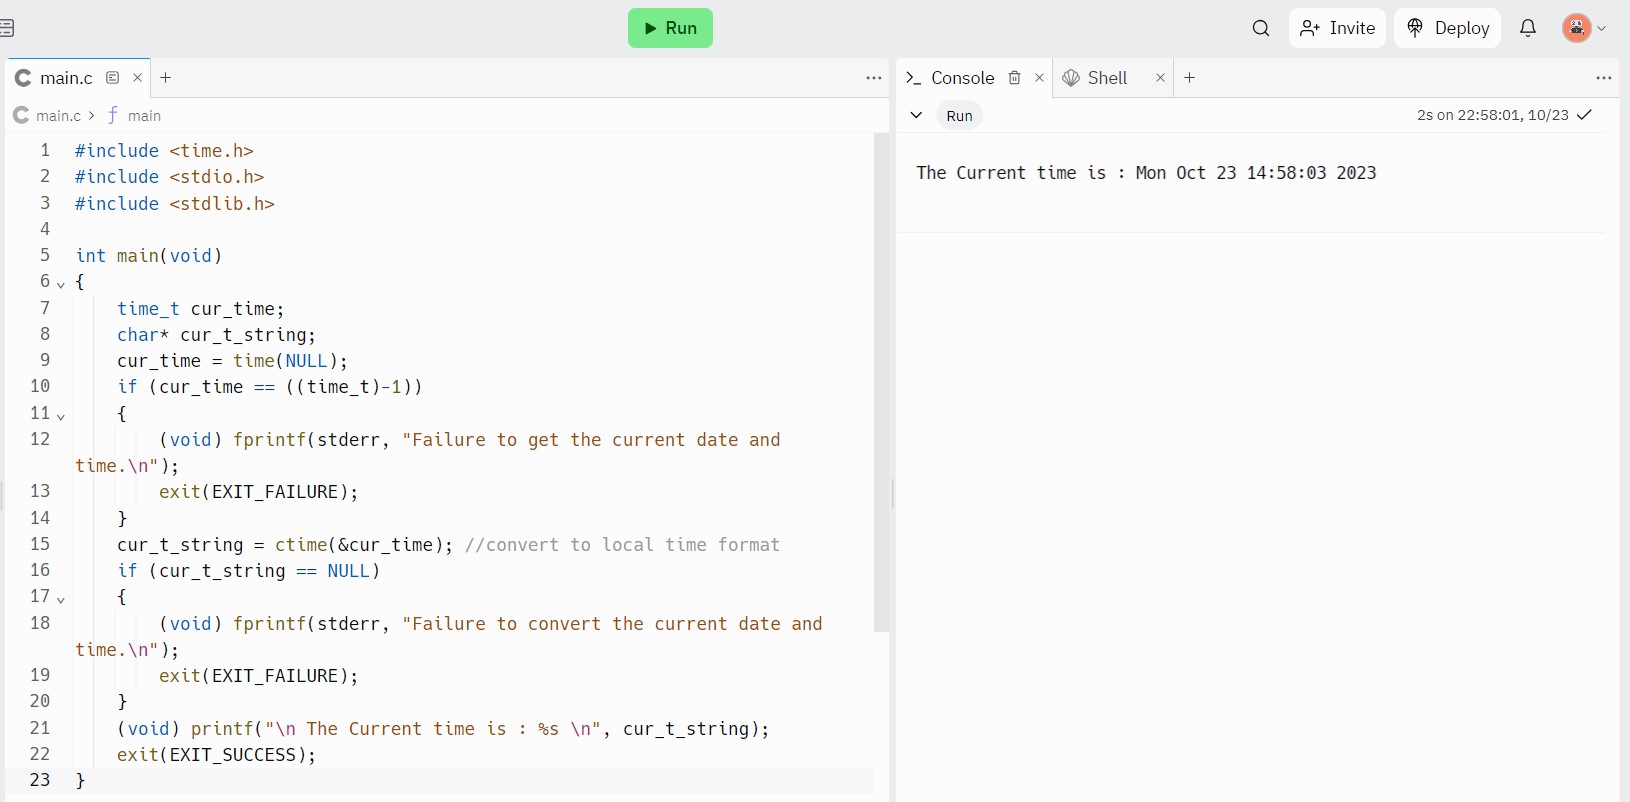 Run
Invite
Deploy
main.c
Console
Shell
main.c > main
Run
2s on 22:58:01, 10/23
1 #include <time.h>
2 #include <stdio.h>
3 #include <stdlib.h>
4
5 int main(void)
6 {
7 time_t cur_time;
8 char* cur_t_string;
9 cur_time = time(NULL);
10 if (cur_time == ((time_t)-1))
11 {
12 (void) fprintf(stderr, "Failure to get the current date and
time.\n");
13 exit(EXIT_FAILURE);
14 }
15 cur_t_string = ctime(&cur_time); //convert to local time format
16 if (cur_t_string == NULL)
17 {
18 (void) fprintf(stderr, "Failure to convert the current date and
time.\n");
19 exit(EXIT_FAILURE);
20 }
21 (void) printf("\n The Current time is : %s \n", cur_t_string);
22 exit(EXIT_SUCCESS);
23 }
The Current time is : Mon Oct 23 14:58:03 2023